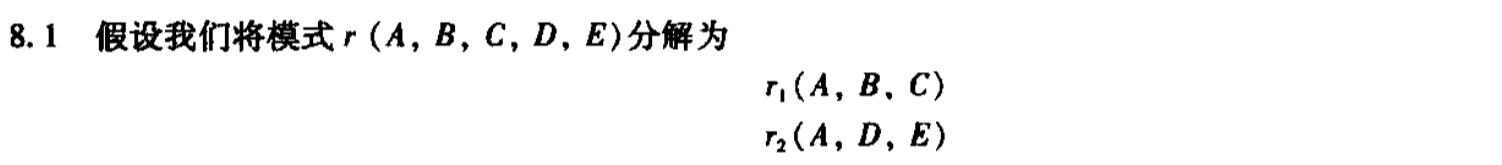 8.1 假设我们将模式 r (A, B, C, D, E)分解为
r₁(A, B, C)
r₂(A, D, E)